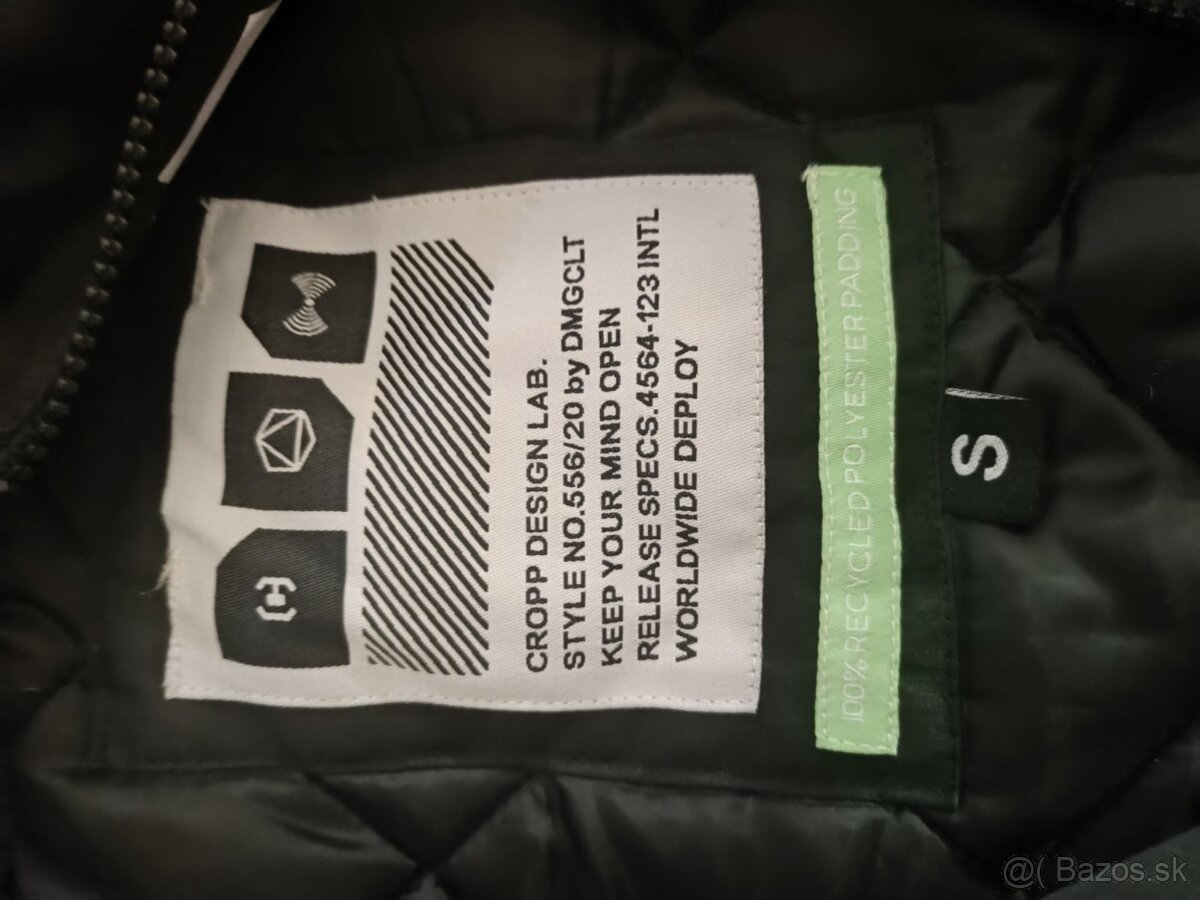 [C]
CROPP DESIGN LAB.
STYLE NO.556/20 by DMGCLT
KEEP YOUR MIND OPEN
RELEASE SPECS.4564-123 INTL
WORLDWIDE DEPLOY
100% RECYCLED POLYESTER PADDING
S
@( Bazos.sk